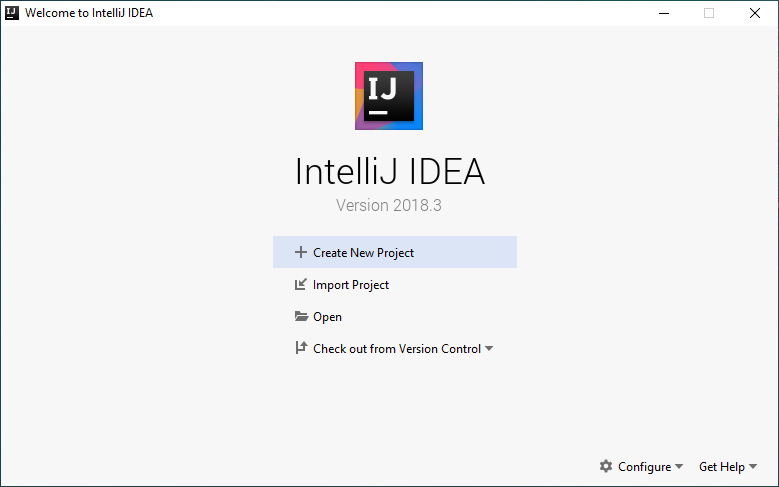 Welcome to IntelliJ IDEA
IJ
IntelliJ IDEA
Version 2018.3
Create New Project
Import Project
Open
Check out from Version Control
Configure
Get Help